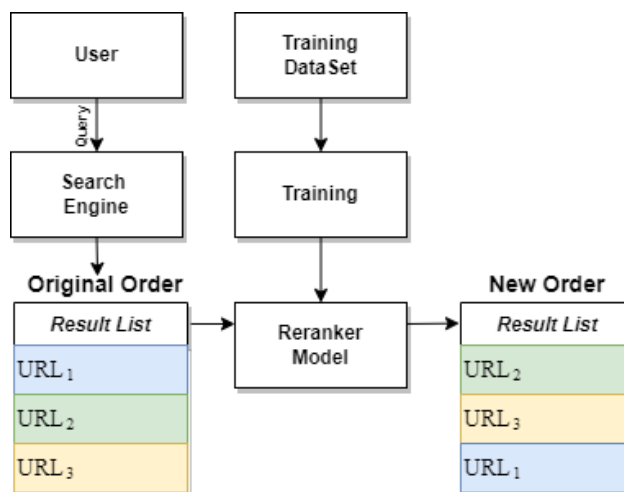 User
Training
DataSet
Query
Search
Engine
Training
Original Order
New Order
Result List
Reranker
Model
Result List
URL₁
URL₂
URL₃
URL₂
URL₃
URL₁